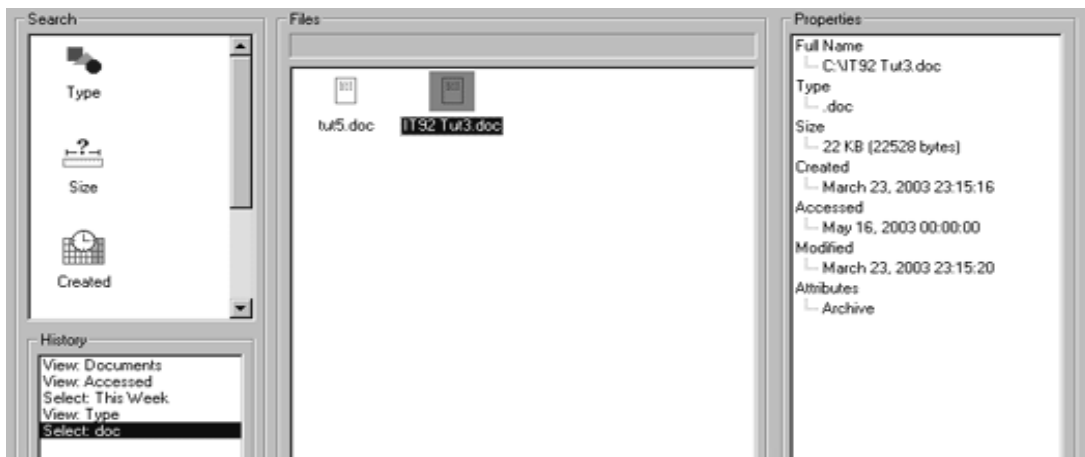 Search
Type
Size
Created
History
View: Documents
View: Accessed
Select: This Week
View: Type
Select: doc
Files
tut5.doc
IT92 Tut3.doc
Properties
Full Name
C:\IT92 Tut3.doc
Type
.doc
Size
22 KB (22528 bytes)
Created
March 23, 2003 23:15:16
Accessed
May 16, 2003 00:00:00
Modified
March 23, 2003 23:15:20
Attributes
Archive